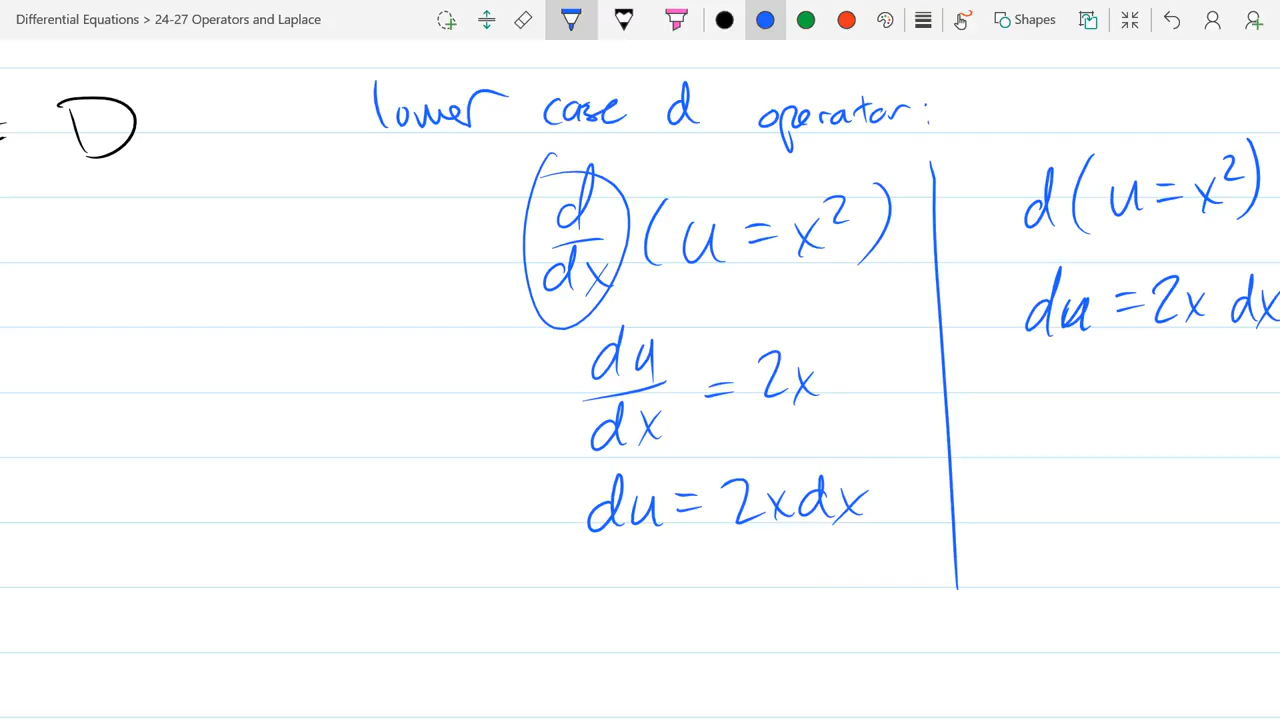 Differential Equations > 24-27 Operators and Laplace
Shapes
= D
lower case d operator:
d/dx (u = x²)
du/dx = 2x
du = 2x dx
d(u = x²)
du = 2x dx